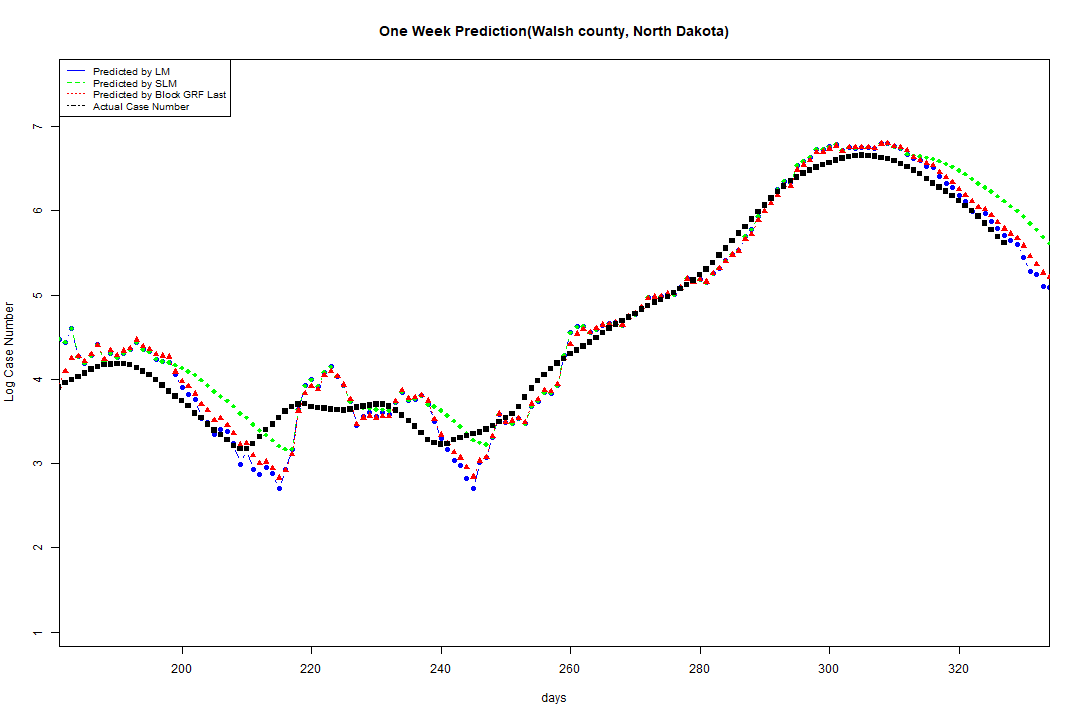 One Week Prediction(Walsh county, North Dakota)
Predicted by LM
Predicted by SLM
Predicted by Block GRF Last
Actual Case Number
7
6
5
4
3
2
1
Log Case Number
200 220 240 260 280 300 320
days